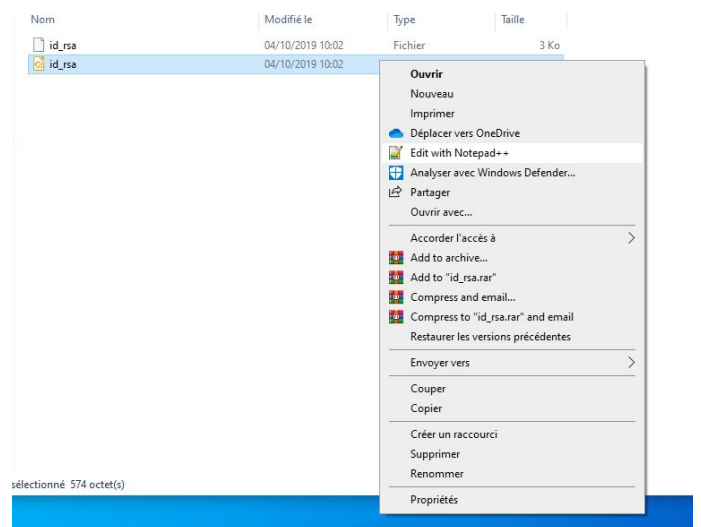 Nom Modifié le Type Taille
id_rsa 04/10/2019 10:02 Fichier 3 Ko
id_rsa 04/10/2019 10:02
Ouvrir
Nouveau
Imprimer
Déplacer vers OneDrive
Edit with Notepad++
Analyser avec Windows Defender...
Partager
Ouvrir avec...
Accorder l'accès à
Add to archive...
Add to "id_rsa.rar"
Compress and email...
Compress to "id_rsa.rar" and email
Restaurer les versions précédentes
Envoyer vers
Couper
Copier
Créer un raccourci
Supprimer
Renommer
Propriétés
sélectionné 574 octet(s)